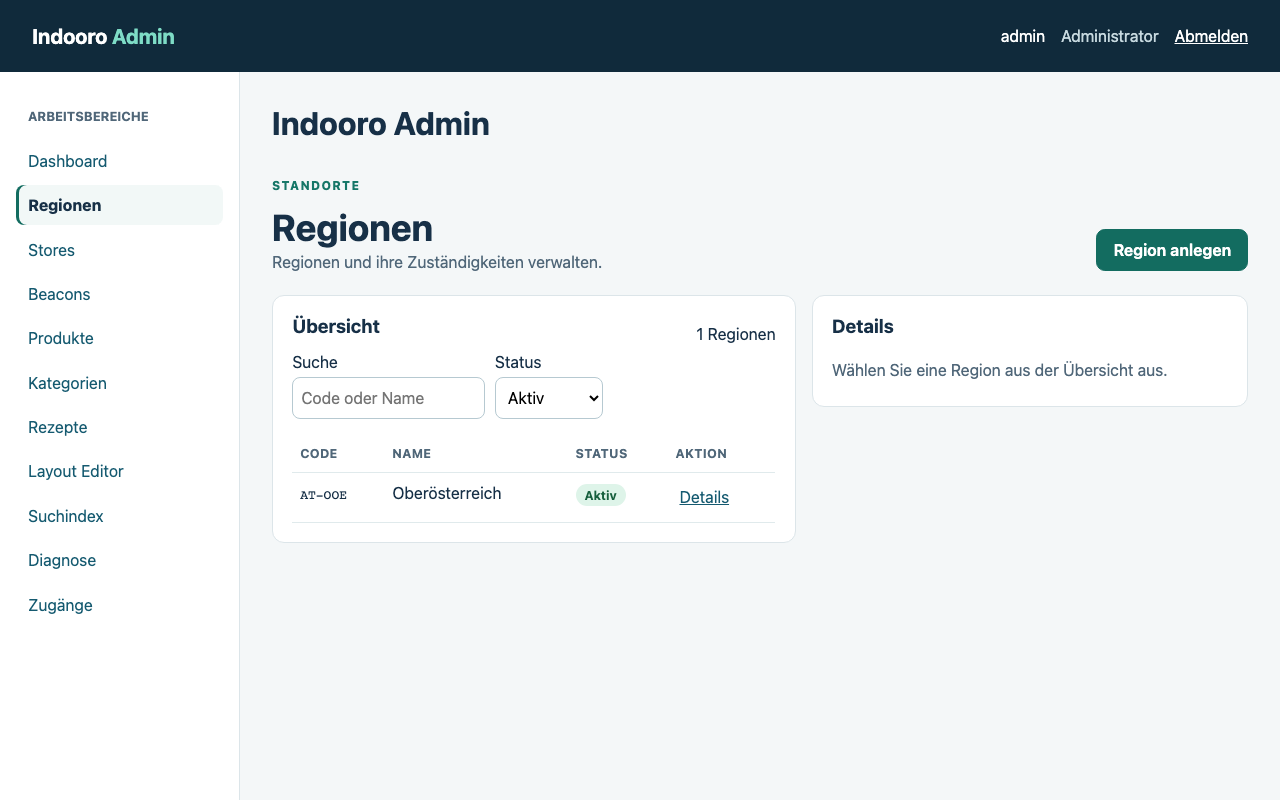 Indooro Admin
admin Administrator Abmelden
ARBEITSBEREICHE
Dashboard
Regionen
Stores
Beacons
Produkte
Kategorien
Rezepte
Layout Editor
Suchindex
Diagnose
Zugänge
Indooro Admin
STANDORTE
Regionen
Regionen und ihre Zuständigkeiten verwalten.
Region anlegen
Übersicht
1 Regionen
Suche Status
Code oder Name Aktiv
CODE NAME STATUS AKTION
AT-OOE Oberösterreich Aktiv Details
Details
Wählen Sie eine Region aus der Übersicht aus.